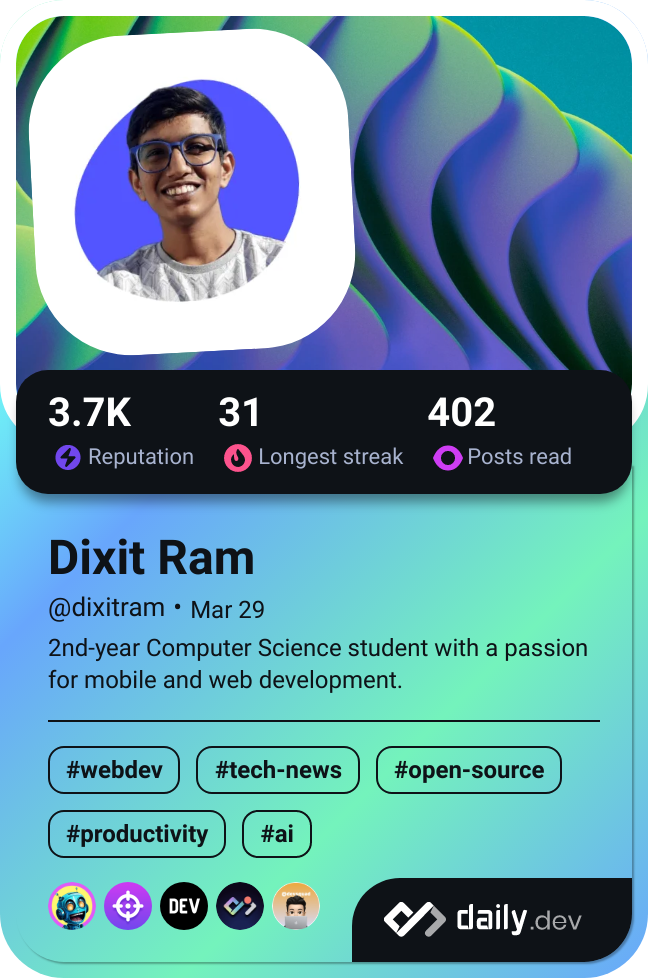 3.7K 31 402
Reputation Longest streak Posts read
Dixit Ram
@dixitram • Mar 29
2nd-year Computer Science student with a passion
for mobile and web development.
#webdev #tech-news #open-source
#productivity #ai
DEV
daily.dev